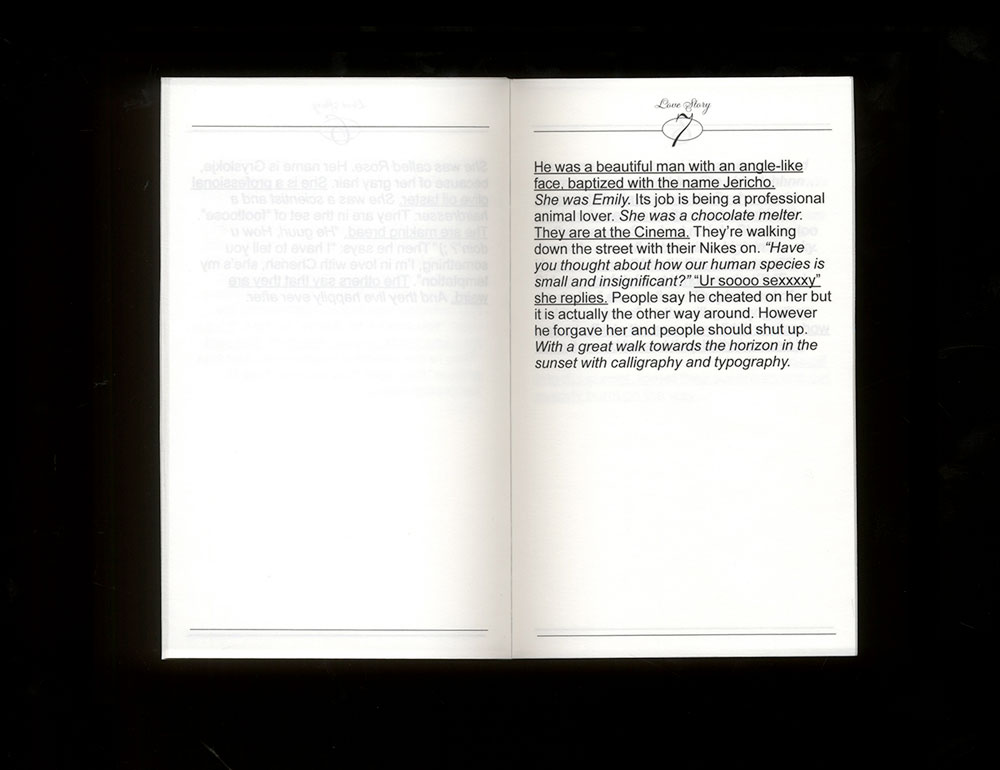 Love Story
7
He was a beautiful man with an angle-like
face, baptized with the name Jericho.
She was Emily. Its job is being a professional
animal lover. She was a chocolate melter.
They are at the Cinema. They’re walking
down the street with their Nikes on. “Have
you thought about how our human species is
small and insignificant?” “Ur soooo sexxxxy”
she replies. People say he cheated on her but
it is actually the other way around. However
he forgave her and people should shut up.
With a great walk towards the horizon in the
sunset with calligraphy and typography.